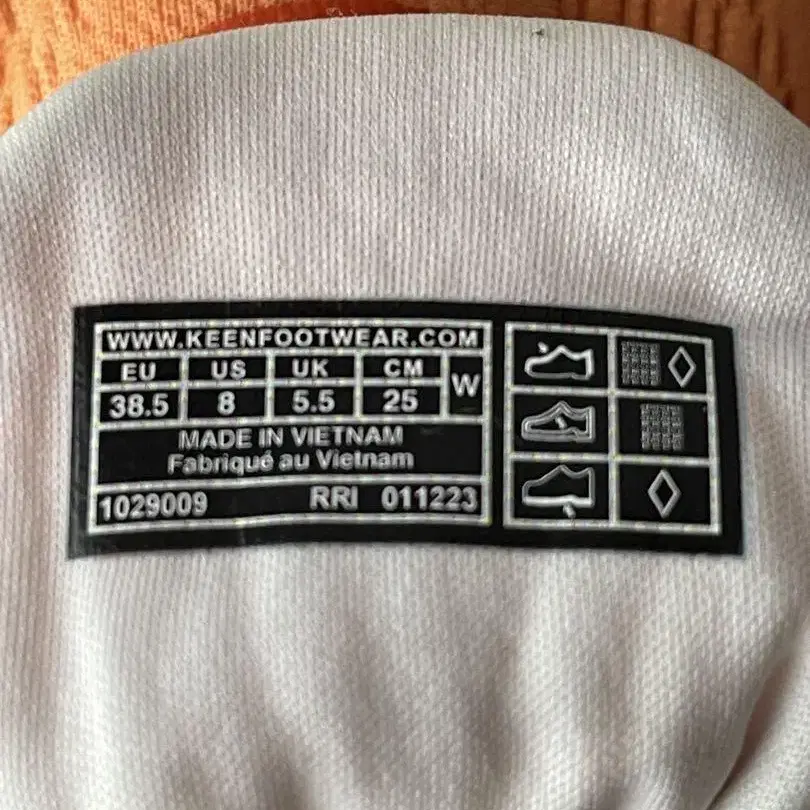 WWW.KEENFOOTWEAR.COM
EU US UK CM W
38.5 8 5.5 25
MADE IN VIETNAM
Fabriqué au Vietnam
1029009 RRI 011223